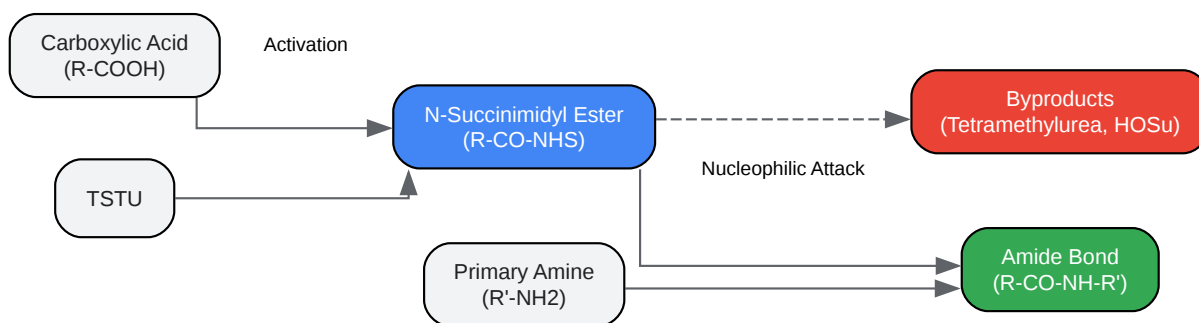 Carboxylic Acid
(R-COOH)
Activation
N-Succinimidyl Ester
(R-CO-NHS)
Byproducts
(Tetramethylurea, HOSu)
Nucleophilic Attack
TSTU
Primary Amine
(R'-NH2)
Amide Bond
(R-CO-NH-R')